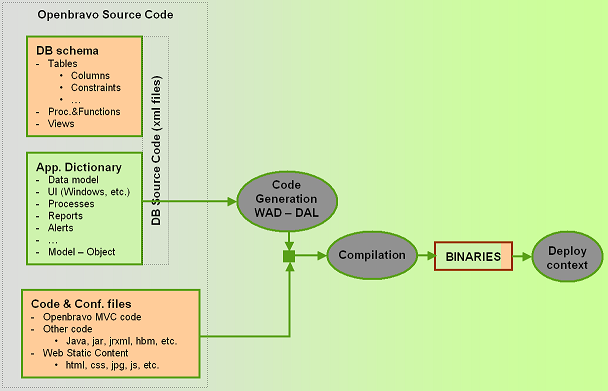 Openbravo Source Code
DB schema
- Tables
• Columns
• Constraints
• ...
- Proc.&Functions
- Views
DB Source Code (xml files)
App. Dictionary
- Data model
- UI (Windows, etc.)
- Processes
- Reports
- Alerts
- ...
- Model – Object
Code
Generation
WAD – DAL
Compilation
BINARIES
Deploy
context
Code & Conf. files
- Openbravo MVC code
- Other code
• Java, jar, jrxml, hbm, etc.
- Web Static Content
• html, css, jpg, js, etc.